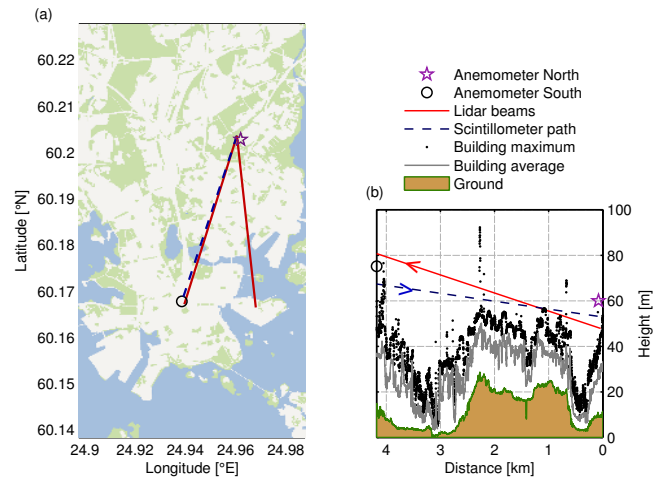 (a)
60.22
60.21
60.2
60.19
60.18
60.17
60.16
60.15
60.14
Latitude [°N]
24.9 24.92 24.94 24.96 24.98
Longitude [°E]
Anemometer North
Anemometer South
Lidar beams
Scintillometer path
Building maximum
Building average
Ground
(b)
100
80
60
40
20
0
Height [m]
4 3 2 1 0
Distance [km]